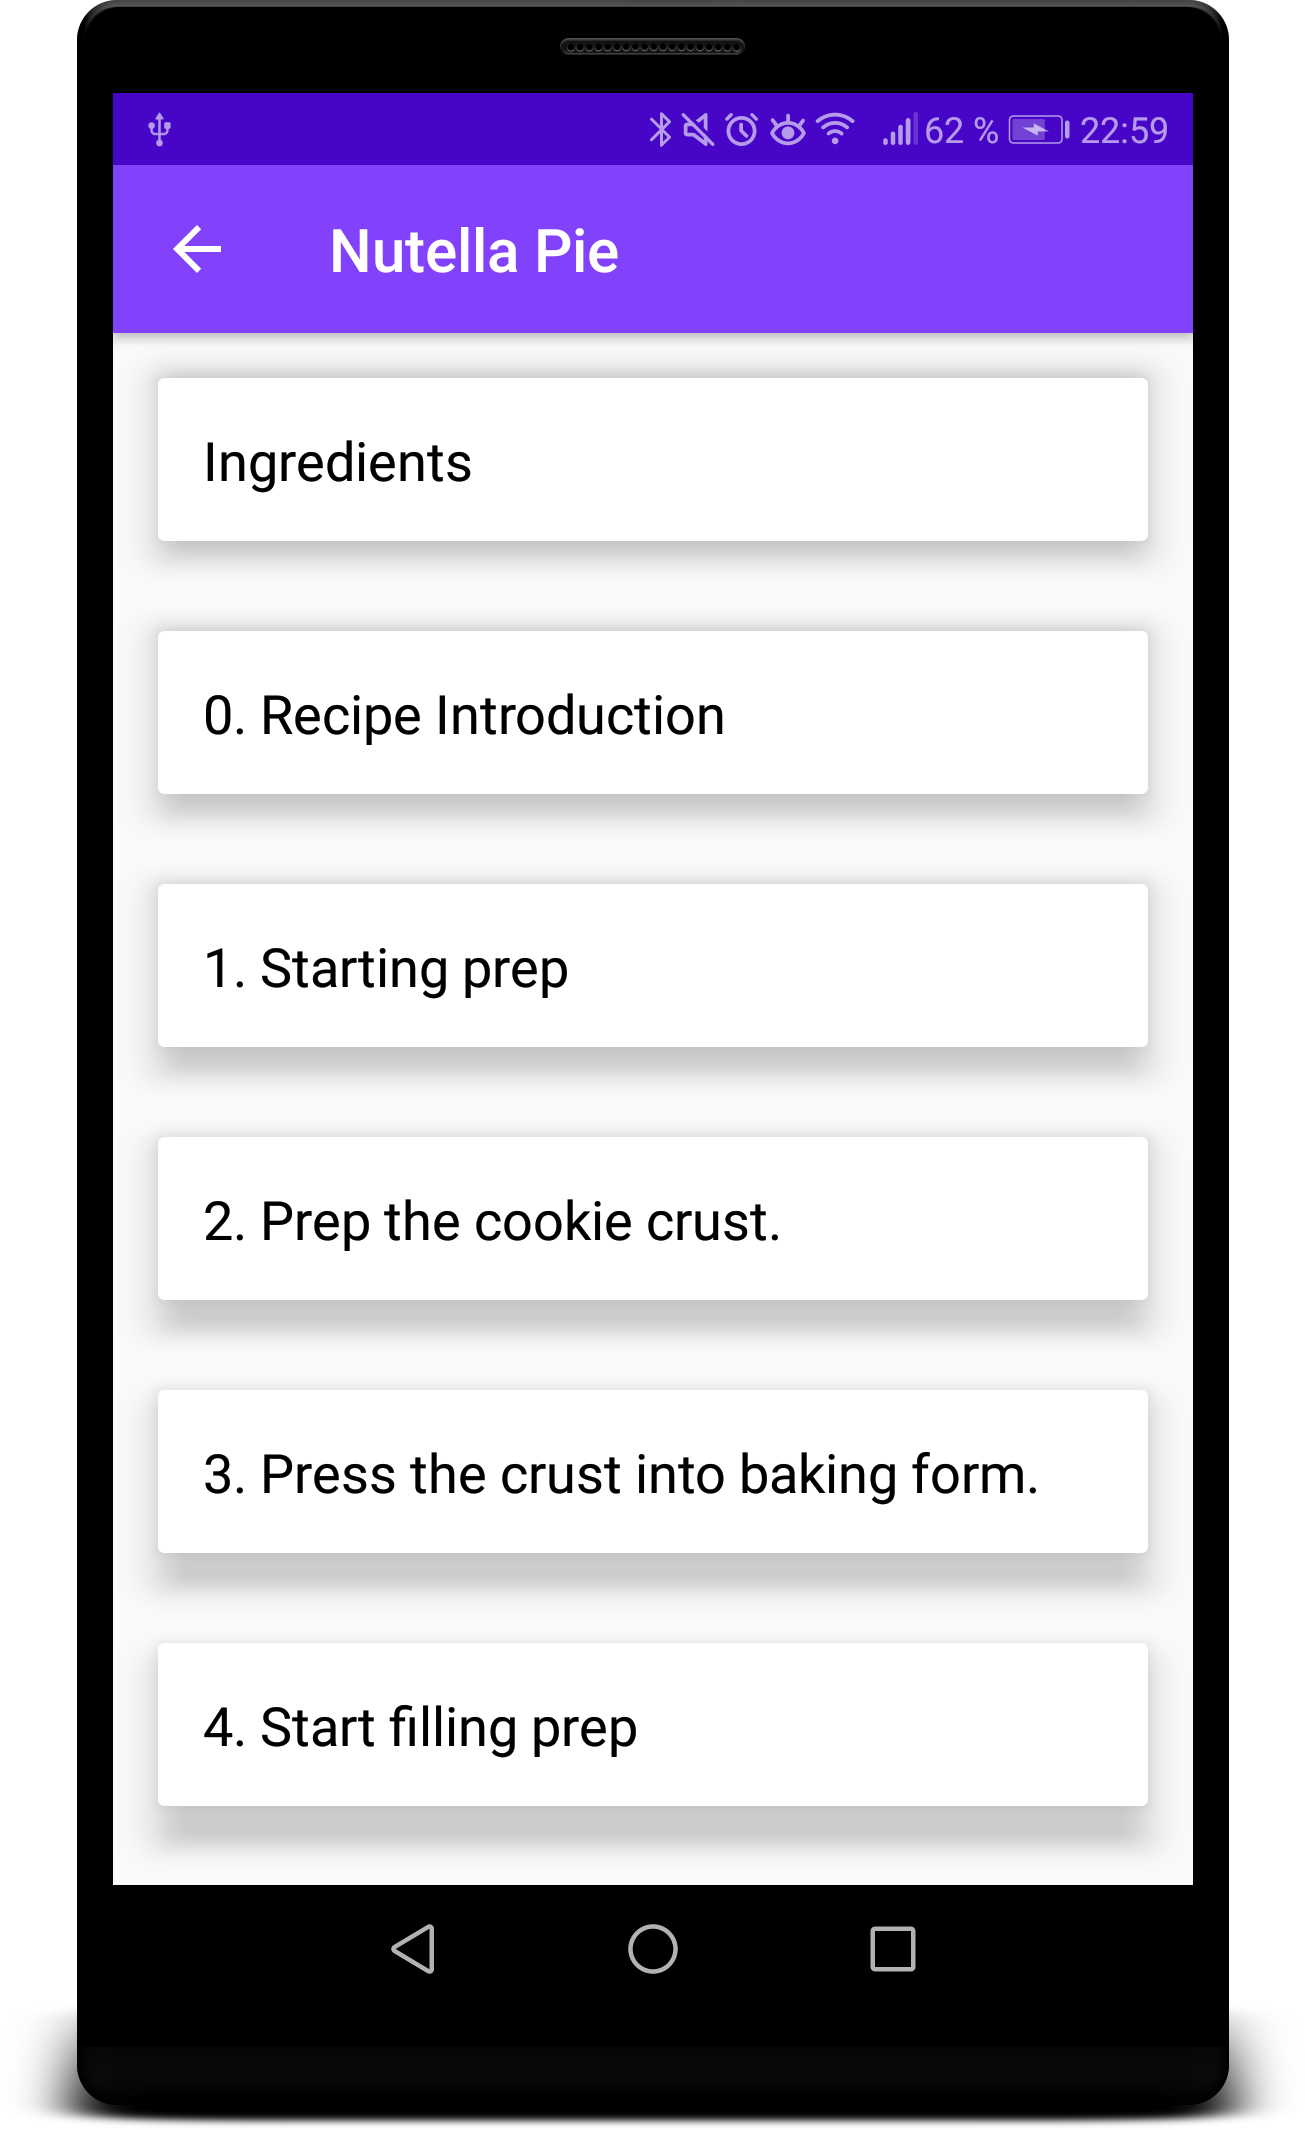 62 % 22:59
Nutella Pie
Ingredients
0. Recipe Introduction
1. Starting prep
2. Prep the cookie crust.
3. Press the crust into baking form.
4. Start filling prep